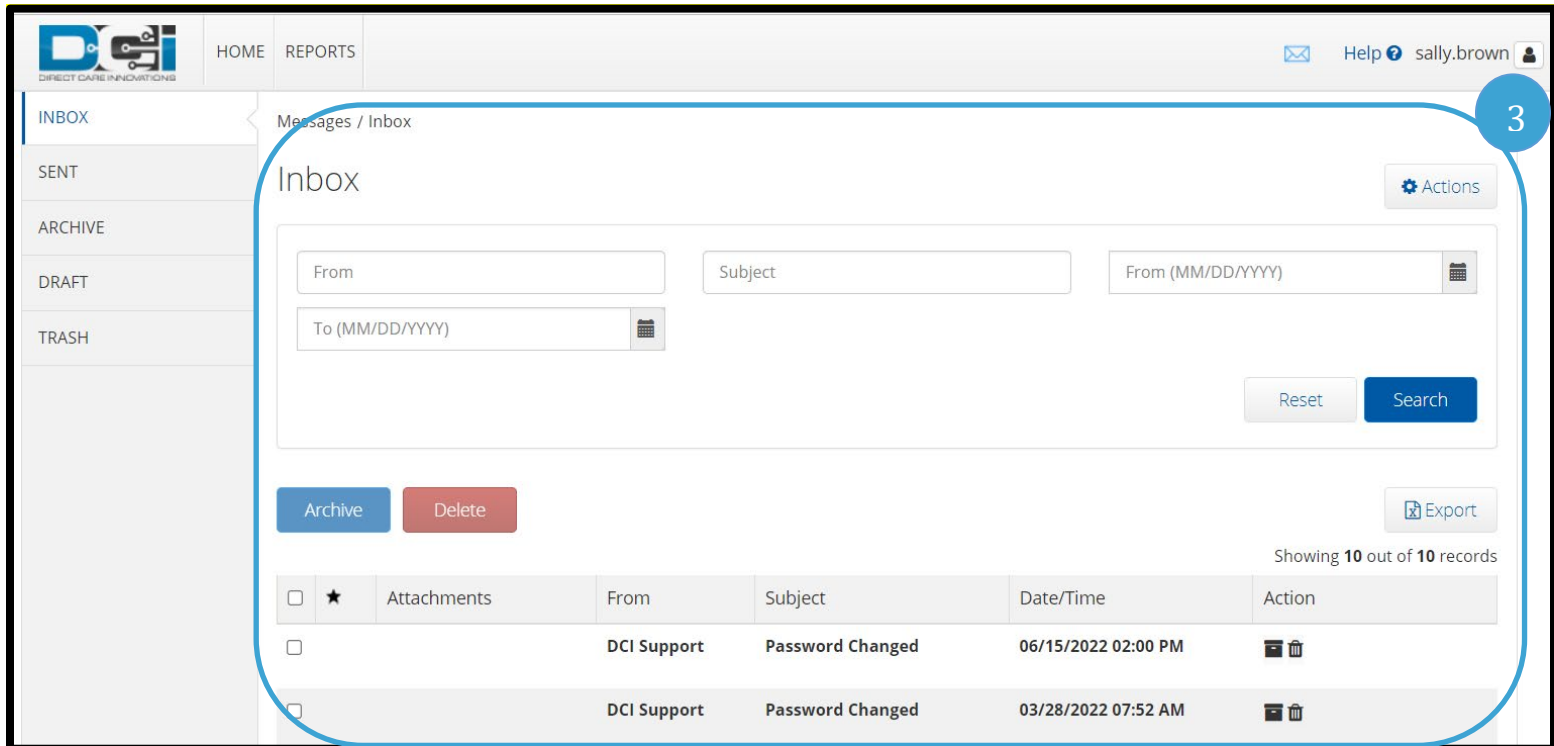 DCI
DIRECT CARE INNOVATIONS
HOME REPORTS
Help sally.brown
3
INBOX
SENT
ARCHIVE
DRAFT
TRASH
Messages / Inbox
Inbox
Actions
From Subject From (MM/DD/YYYY)
To (MM/DD/YYYY)
Reset Search
Archive Delete Export
Showing 10 out of 10 records
Attachments From Subject Date/Time Action
DCI Support Password Changed 06/15/2022 02:00 PM
DCI Support Password Changed 03/28/2022 07:52 AM